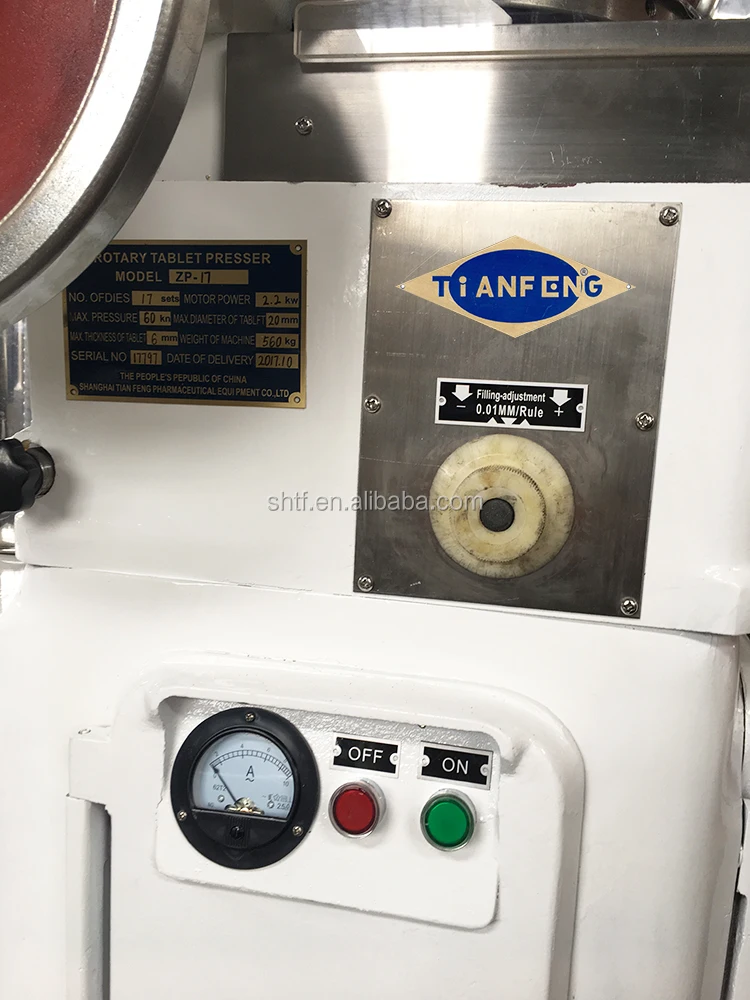 ROTARY TABLET PRESSER
MODEL ZP-17
NO. OFDIES 17 sets MOTOR POWER 2.2 kw
MAX. PRESSURE 60 kn MAX.DIAMETER OF TABLFT 20 mm
MAX. THICKNESS OF TABLET 6 mm WEIGHT OF MACHINE 560 kg
SERIAL NO 17797 DATE OF DELIVERY 2017.10
THE PEOPLE'S PEPUBLIC OF CHINA
SHANGHAI TIAN FENG PHARMACEUTICAL EQUIPMENT CO.,LTD
TiANFENG®
Filling-adjustment
− 0.01MM/Rule +
shtf.en.alibaba.com
OFF
ON
A